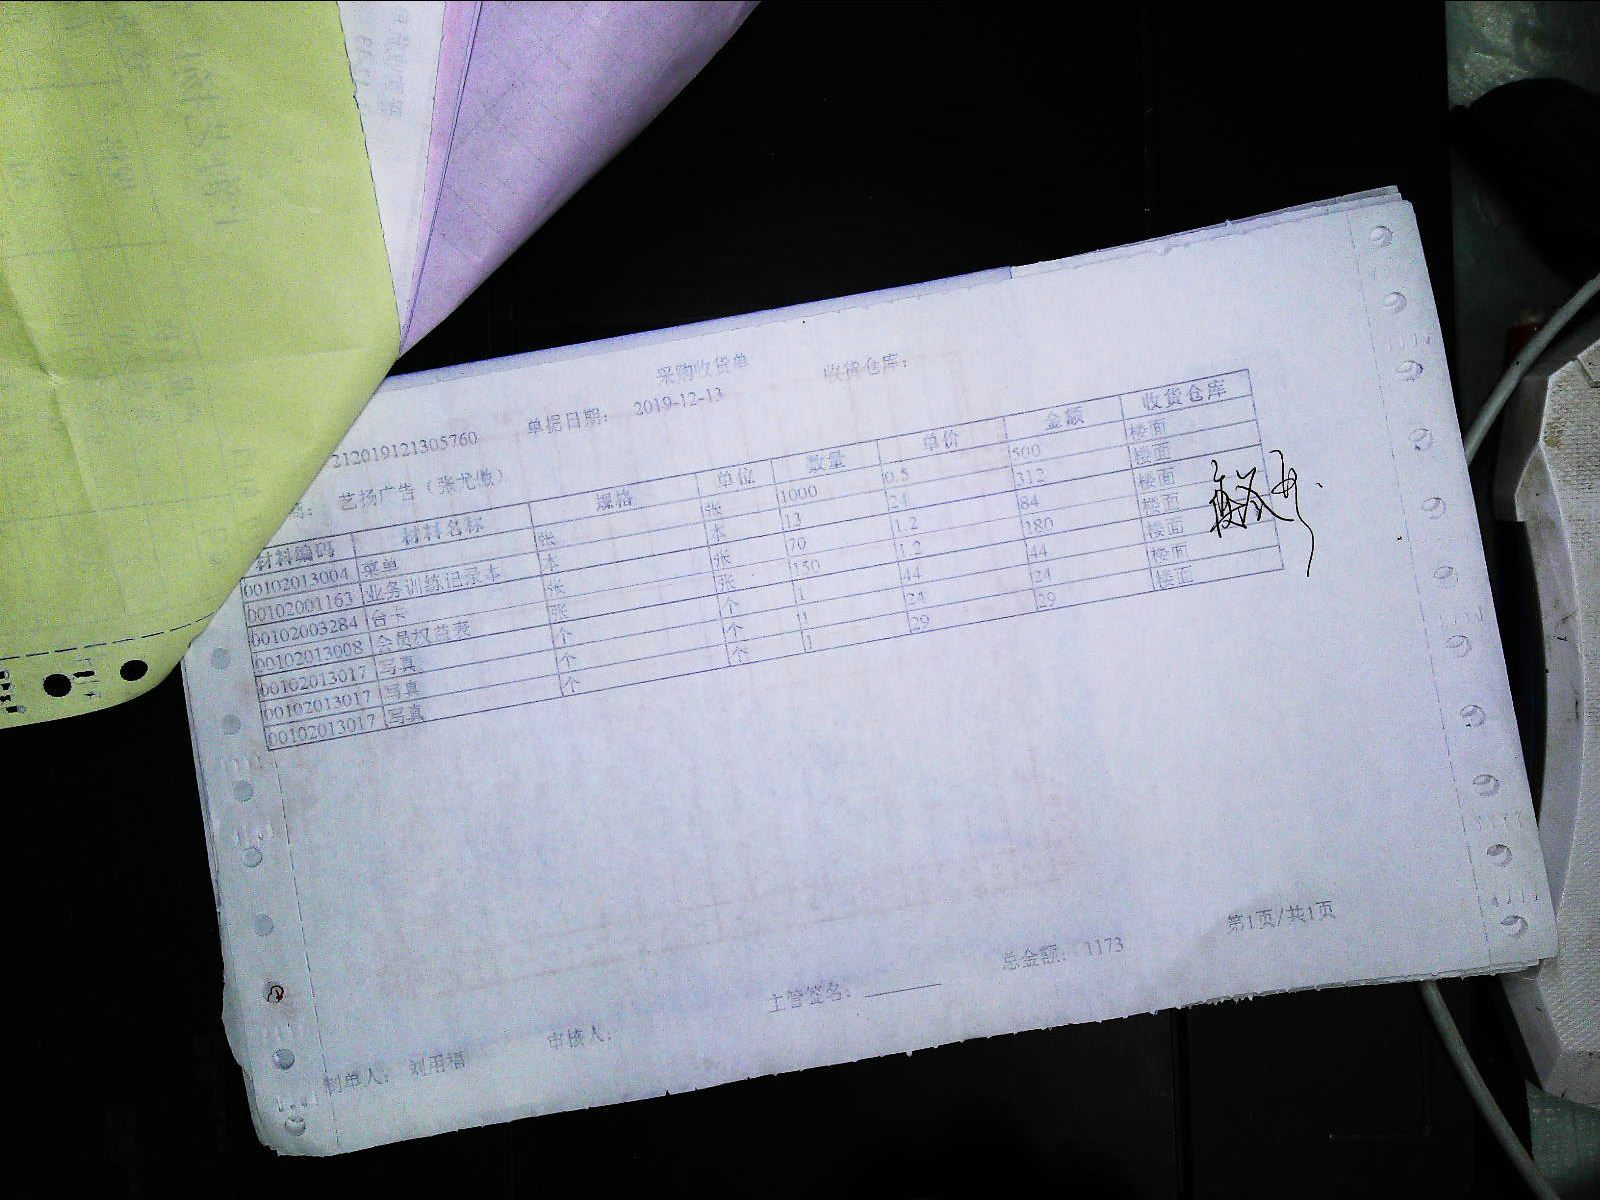 采购收货单 收货仓库：
212019121305760 单据日期： 2019-12-13
艺扬广告（张龙微）
材料编码 材料名称 规格 单位 数量 单价 金额 收货仓库
00102013004 菜单 张 张 1000 0.5 500 楼面
00102001163 业务训练记录本 本 本 13 24 312 楼面
00102003284 台卡 张 张 70 1.2 84 楼面
00102013008 会员权益表 张 张 150 1.2 180 楼面
00102013017 写真 个 个 1 44 44 楼面
00102013017 写真 个 个 1 24 24 楼面
00102013017 写真 个 个 1 29 29 楼面
制单人： 刘用福 审核人： 主管签名： 总金额： 1173 第1页/共1页